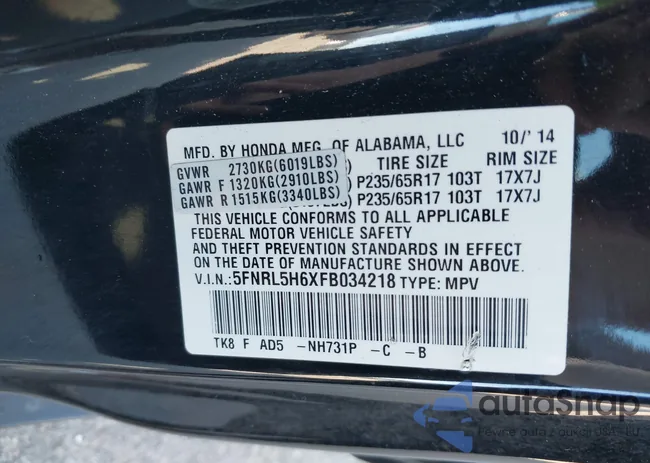 MFD. BY HONDA MFG. OF ALABAMA, LLC 10/'14
GVWR 2730KG(6019LBS) TIRE SIZE RIM SIZE
GAWR F 1320KG(2910LBS) P235/65R17 103T 17X7J
GAWR R 1515KG(3340LBS) P235/65R17 103T 17X7J
THIS VEHICLE CONFORMS TO ALL APPLICABLE
FEDERAL MOTOR VEHICLE SAFETY
AND THEFT PREVENTION STANDARDS IN EFFECT
ON THE DATE OF MANUFACTURE SHOWN ABOVE.
V.I.N.:5FNRL5H6XFB034218 TYPE: MPV
TK8 F AD5 -NH731P -C -B
autoSnap